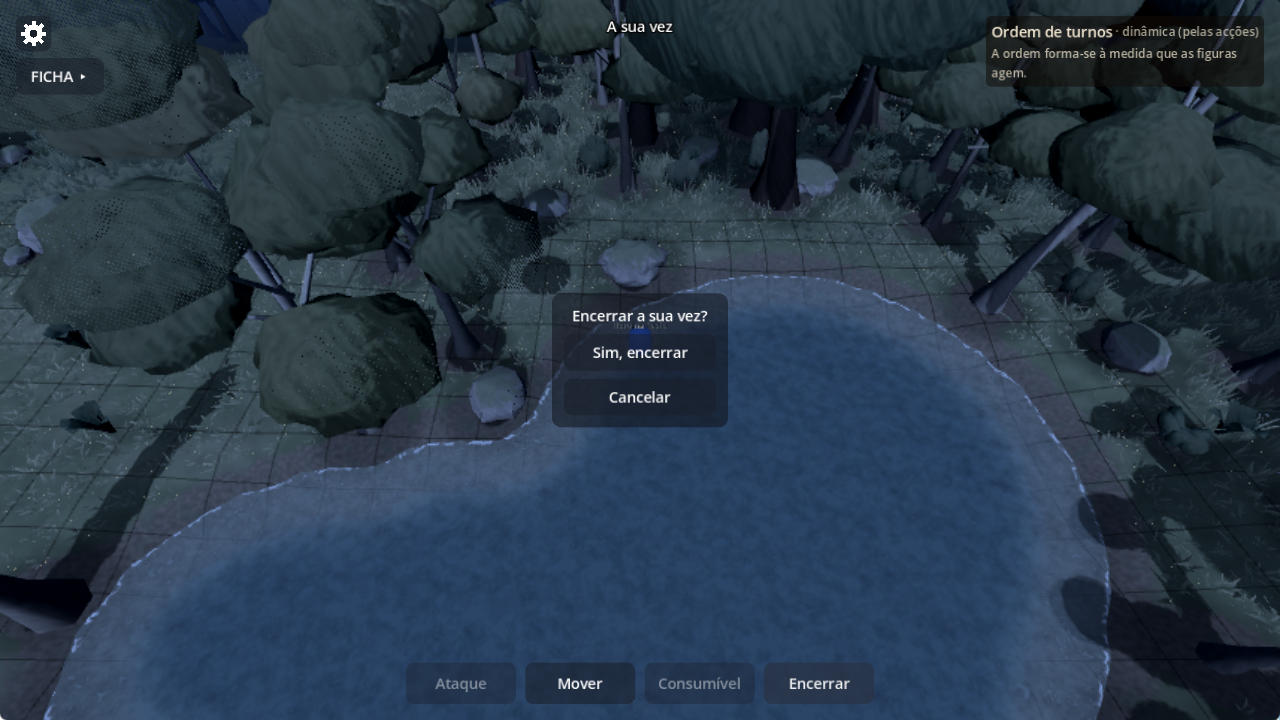 A sua vez
FICHA ‣
Ordem de turnos · dinâmica (pelas acções)
A ordem forma-se à medida que as figuras
agem.
Encerrar a sua vez?
Sim, encerrar
Cancelar
Ataque
Mover
Consumível
Encerrar